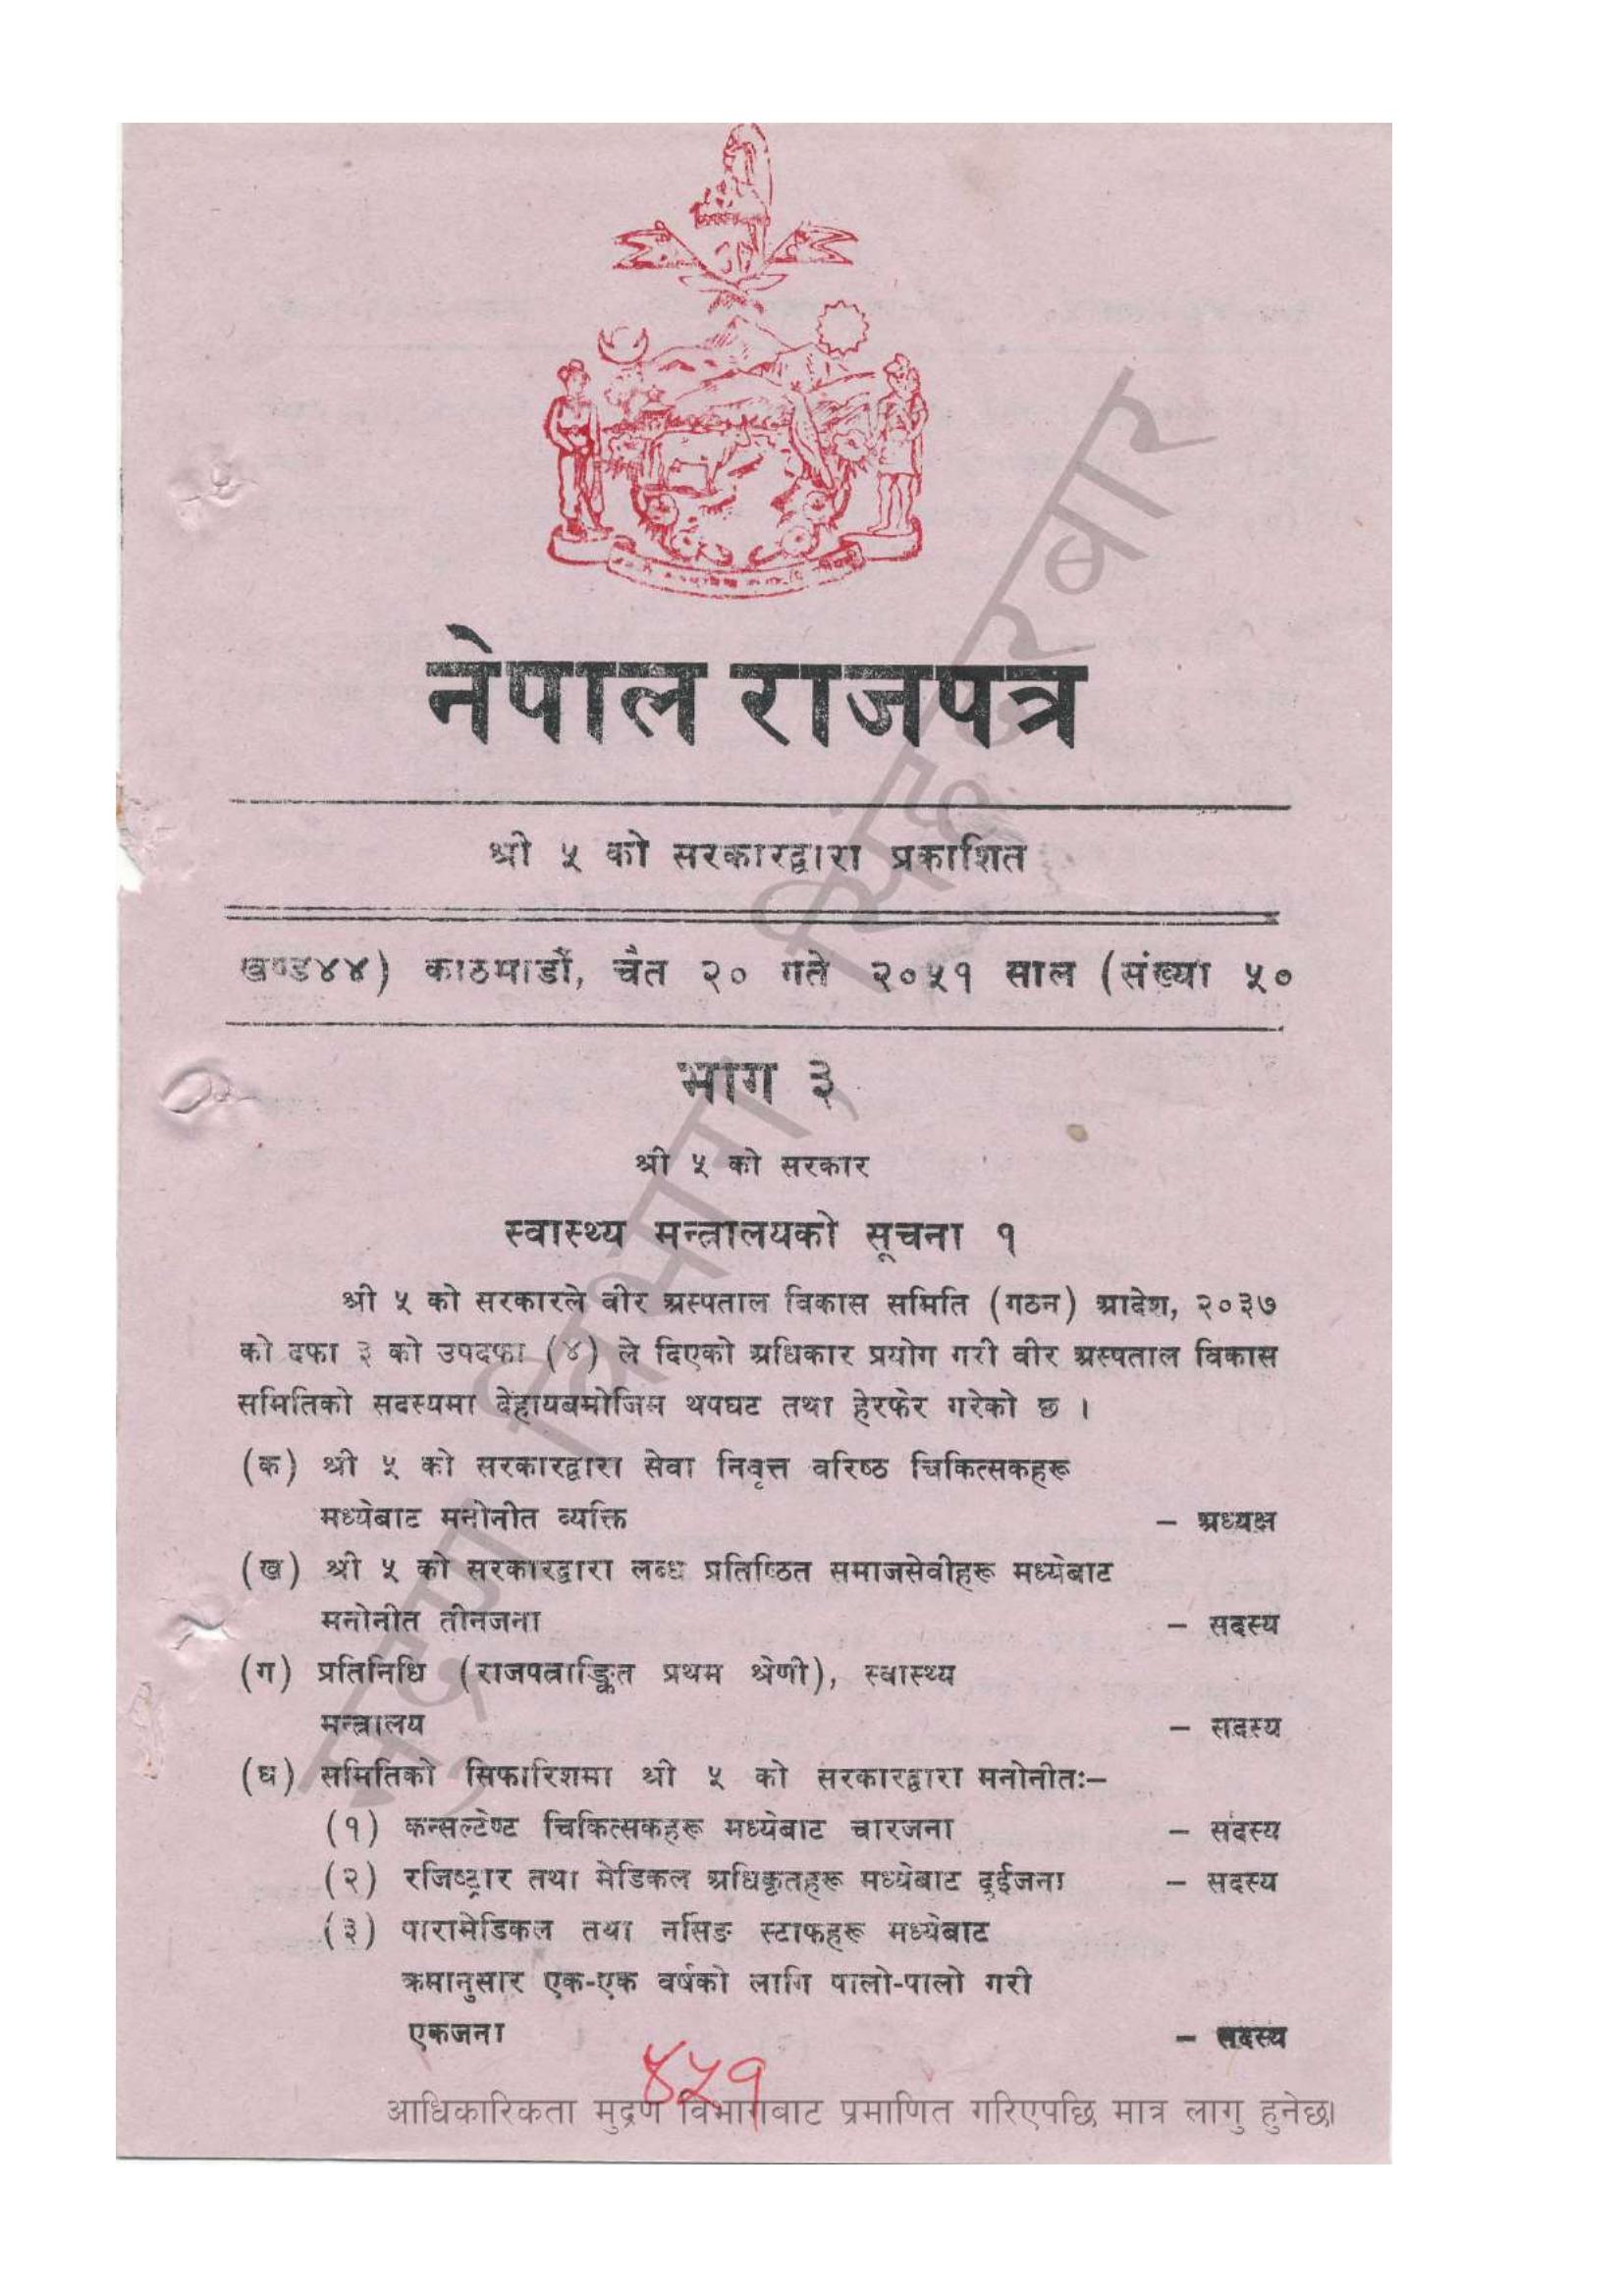 नेपाल राजपत्र
श्री ५ को सरकारद्वारा प्रकाशित
खण्ड४४) काठमाडौं, चैत २० गते २०५१ साल (संख्या ५०
भाग ३
श्री ५ को सरकार
स्वास्थ्य मन्त्रालयको सूचना १
श्री ५ को सरकारले वीर अस्पताल विकास समिति (गठन) आदेश, २०३७
को दफा ३ को उपदफा (४) ले दिएको अधिकार प्रयोग गरी वीर अस्पताल विकास
समितिको सदस्यमा देहायबमोजिम थपघट तथा हेरफेर गरेको छ ।
(क) श्री ५ को सरकारद्वारा सेवा निवृत्त वरिष्ठ चिकित्सकहरू
मध्येबाट मनोनीत व्यक्ति – अध्यक्ष
(ख) श्री ५ को सरकारद्वारा लब्ध प्रतिष्ठित समाजसेवीहरू मध्येबाट
मनोनीत तीनजना – सदस्य
(ग) प्रतिनिधि (राजपत्राङ्कित प्रथम श्रेणी), स्वास्थ्य
मन्त्रालय – सदस्य
(घ) समितिको सिफारिशमा श्री ५ को सरकारद्वारा मनोनीतः–
(१) कन्सल्टेण्ट चिकित्सकहरू मध्येबाट चारजना – सदस्य
(२) रजिष्ट्रार तथा मेडिकल अधिकृतहरू मध्येबाट दुईजना – सदस्य
(३) पारामेडिकल तथा नर्सिङ स्टाफहरू मध्येबाट
क्रमानुसार एक-एक वर्षको लागि पालो-पालो गरी
एकजना – सदस्य
४५१
आधिकारिकता मुद्रण विभागबाट प्रमाणित गरिएपछि मात्र लागु हुनेछ।
मुद्रण विभाग, सिंहदरबार